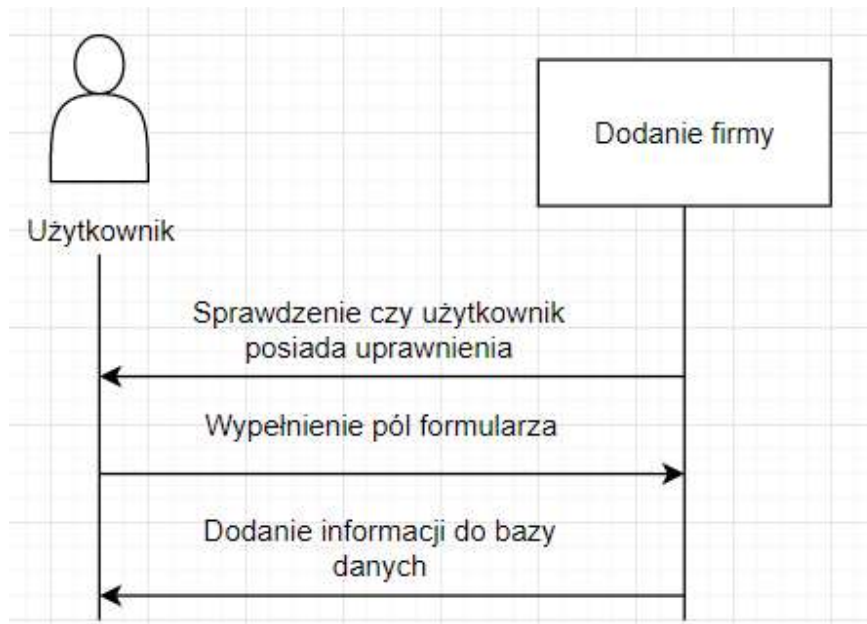 Dodanie firmy
Użytkownik
Sprawdzenie czy użytkownik
posiada uprawnienia
Wypełnienie pól formularza
Dodanie informacji do bazy
danych